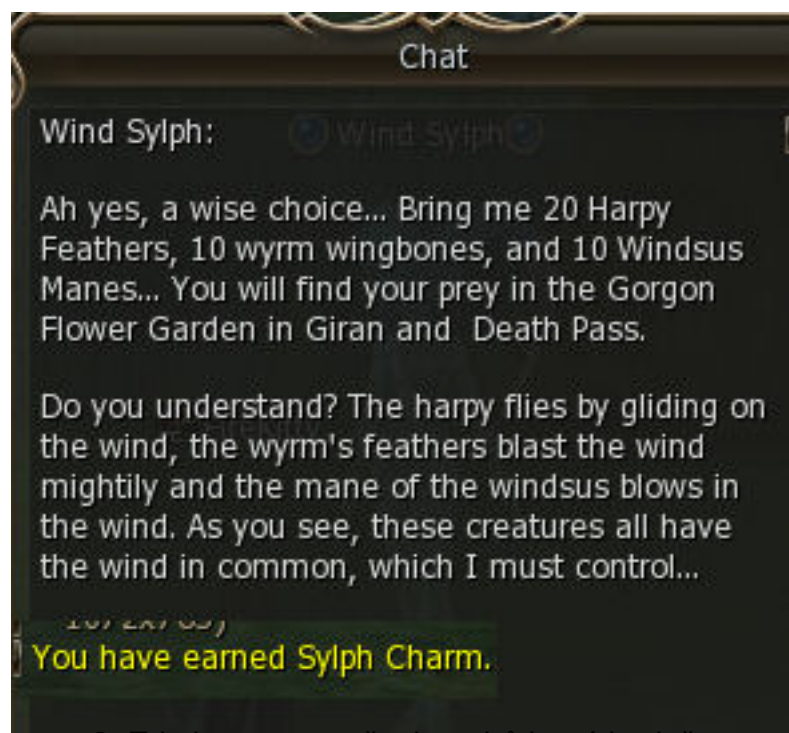 Chat
Wind Sylph:
Wind Sylph
Ah yes, a wise choice... Bring me 20 Harpy
Feathers, 10 wyrm wingbones, and 10 Windsus
Manes... You will find your prey in the Gorgon
Flower Garden in Giran and  Death Pass.
Do you understand? The harpy flies by gliding on
the wind, the wyrm's feathers blast the wind
mightily and the mane of the windsus blows in
the wind. As you see, these creatures all have
the wind in common, which I must control...
You have earned Sylph Charm.